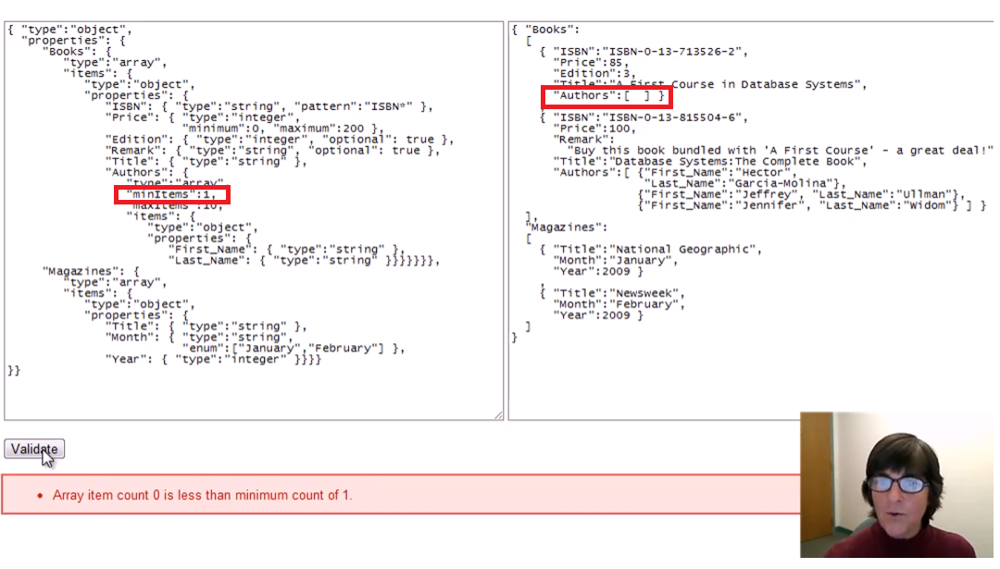 { "type":"object",
"properties": {
"Books": {
"type":"array",
"items": {
"type":"object",
"properties": {
"ISBN": { "type":"string", "pattern":"ISBN*" },
"Price": { "type":"integer",
"minimum":0, "maximum":200 },
"Edition": { "type":"integer", "optional": true },
"Remark": { "type":"string", "optional": true },
"Title": { "type":"string" },
"Authors": {
"type":"array",
"minItems":1,
"maxItems":10,
"items": {
"type":"object",
"properties": {
"First_Name": { "type":"string" },
"Last_Name": { "type":"string" }}}}}}},
"Magazines": {
"type":"array",
"items": {
"type":"object",
"properties": {
"Title": { "type":"string" },
"Month": { "type":"string",
"enum":["January","February"] },
"Year": { "type":"integer" }}}}
}}
{ "Books":
[
{ "ISBN":"ISBN-0-13-713526-2",
"Price":85,
"Edition":3,
"Title":"A First Course in Database Systems",
"Authors":[ ] }
,
{ "ISBN":"ISBN-0-13-815504-6",
"Price":100,
"Remark":
"Buy this book bundled with 'A First Course' - a great deal!"
"Title":"Database Systems:The Complete Book",
"Authors":[ {"First_Name":"Hector",
"Last_Name":"Garcia-Molina"},
{"First_Name":"Jeffrey", "Last_Name":"Ullman"},
{"First_Name":"Jennifer", "Last_Name":"Widom"} ] }
],
"Magazines":
[
{ "Title":"National Geographic",
"Month":"January",
"Year":2009 }
,
{ "Title":"Newsweek",
"Month":"February",
"Year":2009 }
]
}
Validate
• Array item count 0 is less than minimum count of 1.